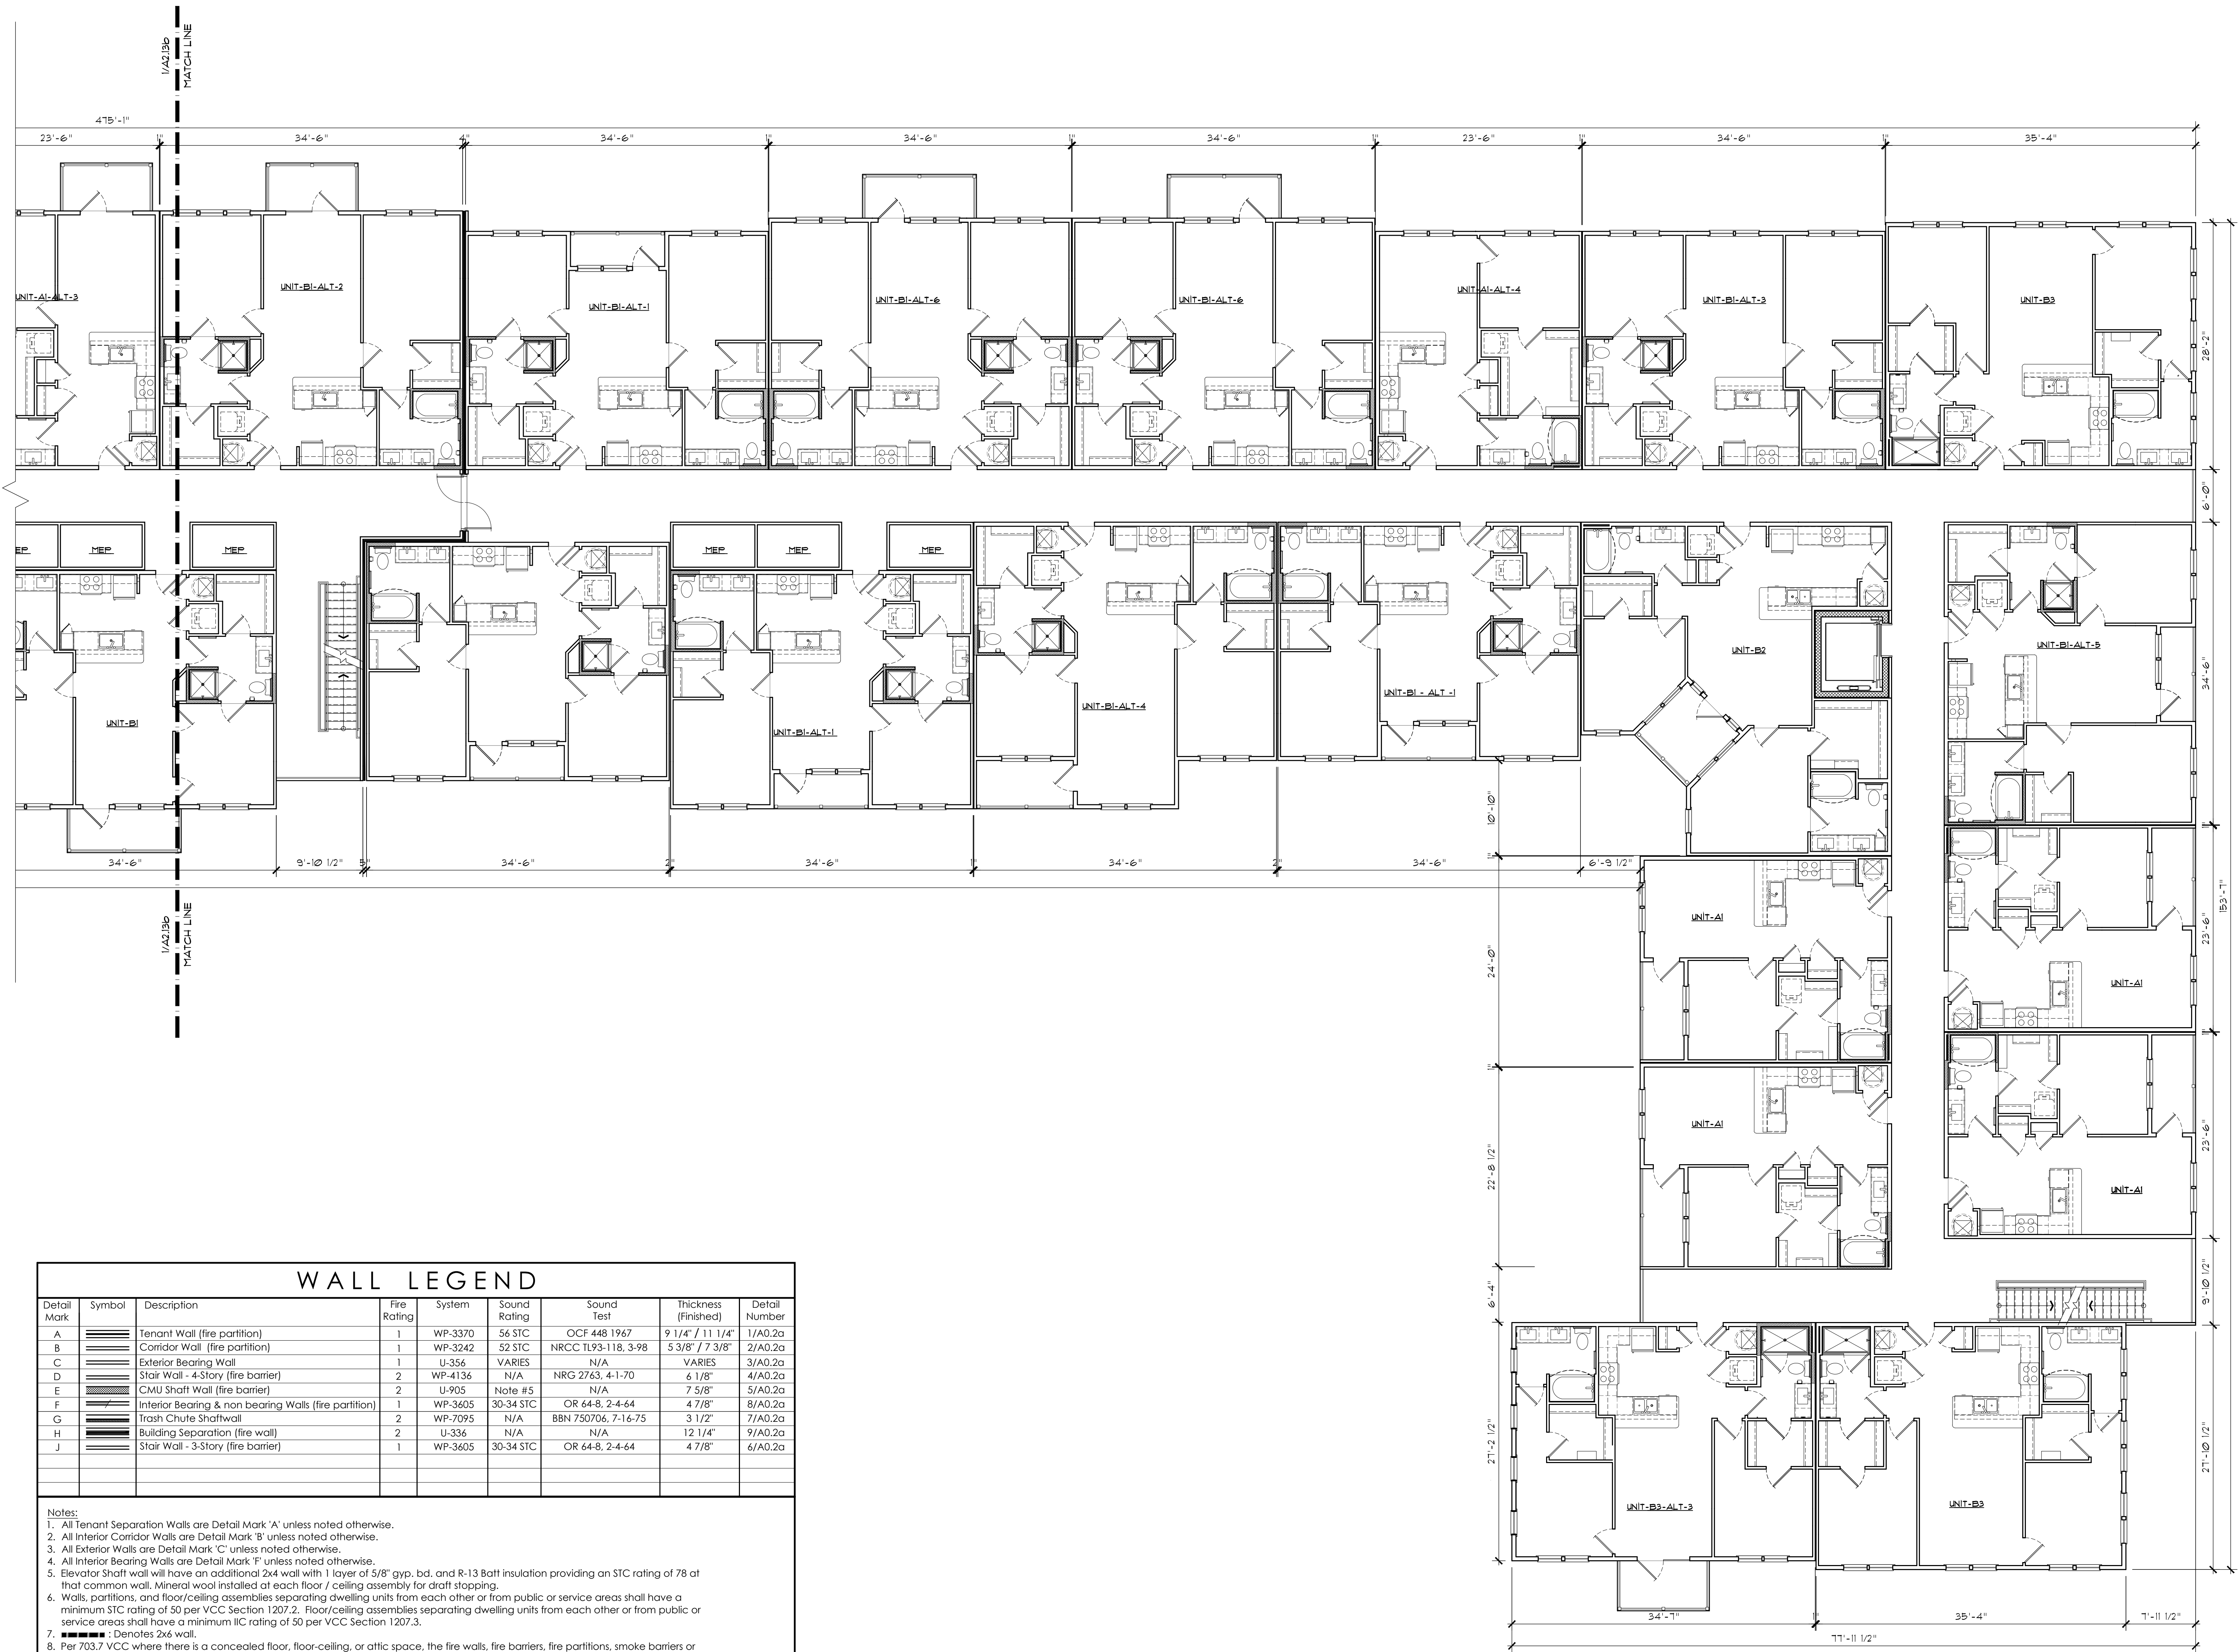 1/A2.13b
MATCH LINE
475'-1"
23'-6"
1"
34'-6"
4"
34'-6"
1"
34'-6"
1"
34'-6"
1"
23'-6"
1"
34'-6"
1"
35'-4"
UNIT-A1-ALT-3
UNIT-B1-ALT-2
UNIT-B1-ALT-1
UNIT-B1-ALT-6
UNIT-B1-ALT-6
UNIT-A1-ALT-4
UNIT-B1-ALT-3
UNIT-B3
28'-2"
6'-0"
MEP
MEP
MEP
MEP
MEP
MEP
UNIT-B1
UNIT-B1-ALT-1
UNIT-B1-ALT-4
UNIT-B1 - ALT -1
UNIT-B2
UNIT-B1-ALT-5
34'-6"
153'-7"
10'-10"
34'-6"
9'-10 1/2"
5"
34'-6"
2"
34'-6"
1"
34'-6"
2"
34'-6"
6'-9 1/2"
1/A2.13b
MATCH LINE
1"
UNIT-A1
24'-0"
UNIT-A1
23'-6"
1"
1"
UNIT-A1
22'-8 1/2"
UNIT-A1
23'-6"
1"
6'-4"
9'-10 1/2"
27'-2 1/2"
UNIT-B3-ALT-3
UNIT-B3
27'-10 1/2"
34'-7"
1"
35'-4"
7'-11 1/2"
77'-11 1/2"
WALL LEGEND
Detail Mark Symbol Description Fire Rating System Sound Rating Sound Test Thickness (Finished) Detail Number
A Tenant Wall (fire partition) 1 WP-3370 56 STC OCF 448 1967 9 1/4" / 11 1/4" 1/A0.2a
B Corridor Wall (fire partition) 1 WP-3242 52 STC NRCC TL93-118, 3-98 5 3/8" / 7 3/8" 2/A0.2a
C Exterior Bearing Wall 1 U-356 VARIES N/A VARIES 3/A0.2a
D Stair Wall - 4-Story (fire barrier) 2 WP-4136 N/A NRG 2763, 4-1-70 6 1/8" 4/A0.2a
E CMU Shaft Wall (fire barrier) 2 U-905 Note #5 N/A 7 5/8" 5/A0.2a
F Interior Bearing & non bearing Walls (fire partition) 1 WP-3605 30-34 STC OR 64-8, 2-4-64 4 7/8" 8/A0.2a
G Trash Chute Shaftwall 2 WP-7095 N/A BBN 750706, 7-16-75 3 1/2" 7/A0.2a
H Building Separation (fire wall) 2 U-336 N/A N/A 12 1/4" 9/A0.2a
J Stair Wall - 3-Story (fire barrier) 1 WP-3605 30-34 STC OR 64-8, 2-4-64 4 7/8" 6/A0.2a
Notes:
1. All Tenant Separation Walls are Detail Mark 'A' unless noted otherwise.
2. All Interior Corridor Walls are Detail Mark 'B' unless noted otherwise.
3. All Exterior Walls are Detail Mark 'C' unless noted otherwise.
4. All Interior Bearing Walls are Detail Mark 'F' unless noted otherwise.
5. Elevator Shaft wall will have an additional 2x4 wall with 1 layer of 5/8" gyp. bd. and R-13 Batt insulation providing an STC rating of 78 at
that common wall. Mineral wool installed at each floor / ceiling assembly for draft stopping.
6. Walls, partitions, and floor/ceiling assemblies separating dwelling units from each other or from public or service areas shall have a
minimum STC rating of 50 per VCC Section 1207.2. Floor/ceiling assemblies separating dwelling units from each other or from public or
service areas shall have a minimum IIC rating of 50 per VCC Section 1207.3.
7. : Denotes 2x6 wall.
8. Per 703.7 VCC where there is a concealed floor, floor-ceiling, or attic space, the fire walls, fire barriers, fire partitions, smoke barriers or